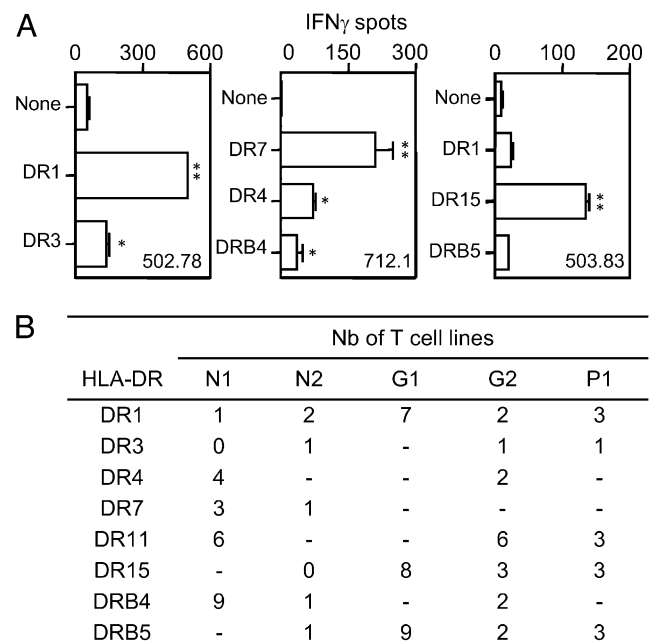 A
IFNγ spots
0 300 600
None
DR1
**
DR3
*
502.78
0 150 300
None
DR7
**
DR4
*
DRB4
*
712.1
0 100 200
None
DR1
DR15
**
DRB5
503.83
B
Nb of T cell lines
HLA-DR N1 N2 G1 G2 P1
DR1 1 2 7 2 3
DR3 0 1 - 1 1
DR4 4 - - 2 -
DR7 3 1 - - -
DR11 6 - - 6 3
DR15 - 0 8 3 3
DRB4 9 1 - 2 -
DRB5 - 1 9 2 3